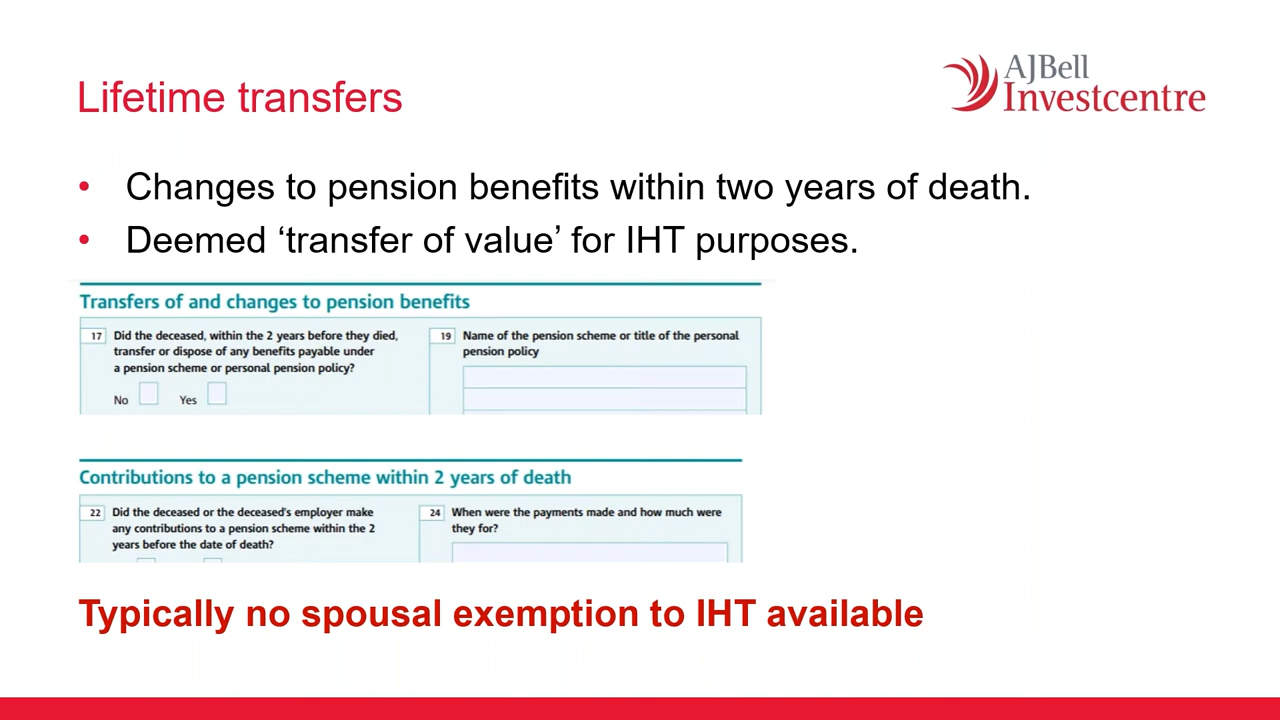 Lifetime transfers
AJBell
Investcentre
• Changes to pension benefits within two years of death.
• Deemed ‘transfer of value’ for IHT purposes.
Transfers of and changes to pension benefits
17 Did the deceased, within the 2 years before they died,
transfer or dispose of any benefits payable under
a pension scheme or personal pension policy?
No Yes
19 Name of the pension scheme or title of the personal
pension policy
Contributions to a pension scheme within 2 years of death
22 Did the deceased or the deceased's employer make
any contributions to a pension scheme within the 2
years before the date of death?
24 When were the payments made and how much were
they for?
Typically no spousal exemption to IHT available